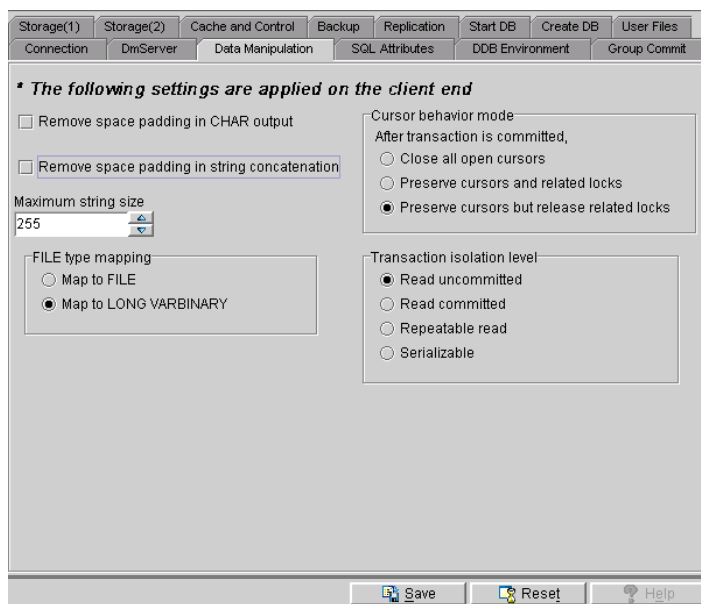 Storage(1) Storage(2) Cache and Control Backup Replication Start DB Create DB User Files
Connection DmServer Data Manipulation SQL Attributes DDB Environment Group Commit
* The following settings are applied on the client end
Remove space padding in CHAR output
Remove space padding in string concatenation
Maximum string size
255
FILE type mapping
Map to FILE
Map to LONG VARBINARY
Cursor behavior mode
After transaction is committed,
Close all open cursors
Preserve cursors and related locks
Preserve cursors but release related locks
Transaction isolation level
Read uncommitted
Read committed
Repeatable read
Serializable
Save Reset Help